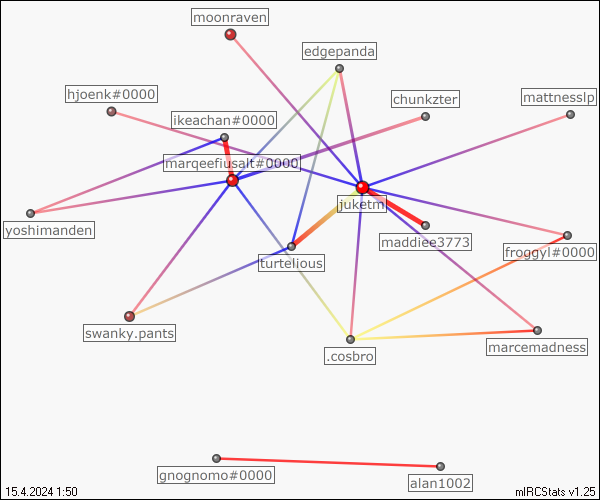 moonraven
edgepanda
hjoenk#0000
chunkzter
mattnesslp
ikeachan#0000
marqeefiusalt#0000
juketm
yoshimanden
maddiee3773
froggyl#0000
turtelious
swanky.pants
.cosbro
marcemadness
gnognomo#0000
alan1002
15.4.2024 1:50
mIRCStats v1.25